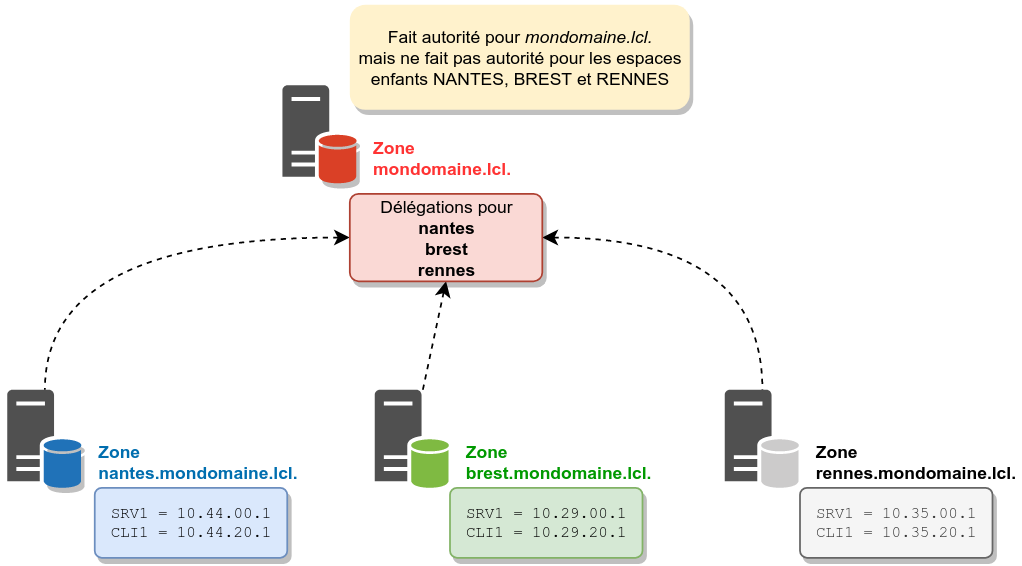 Fait autorité pour mondomaine.lcl.
mais ne fait pas autorité pour les espaces
enfants NANTES, BREST et RENNES
Zone
mondomaine.lcl.
Délégations pour
nantes
brest
rennes
Zone
nantes.mondomaine.lcl.
SRV1 = 10.44.00.1
CLI1 = 10.44.20.1
Zone
brest.mondomaine.lcl.
SRV1 = 10.29.00.1
CLI1 = 10.29.20.1
Zone
rennes.mondomaine.lcl.
SRV1 = 10.35.00.1
CLI1 = 10.35.20.1